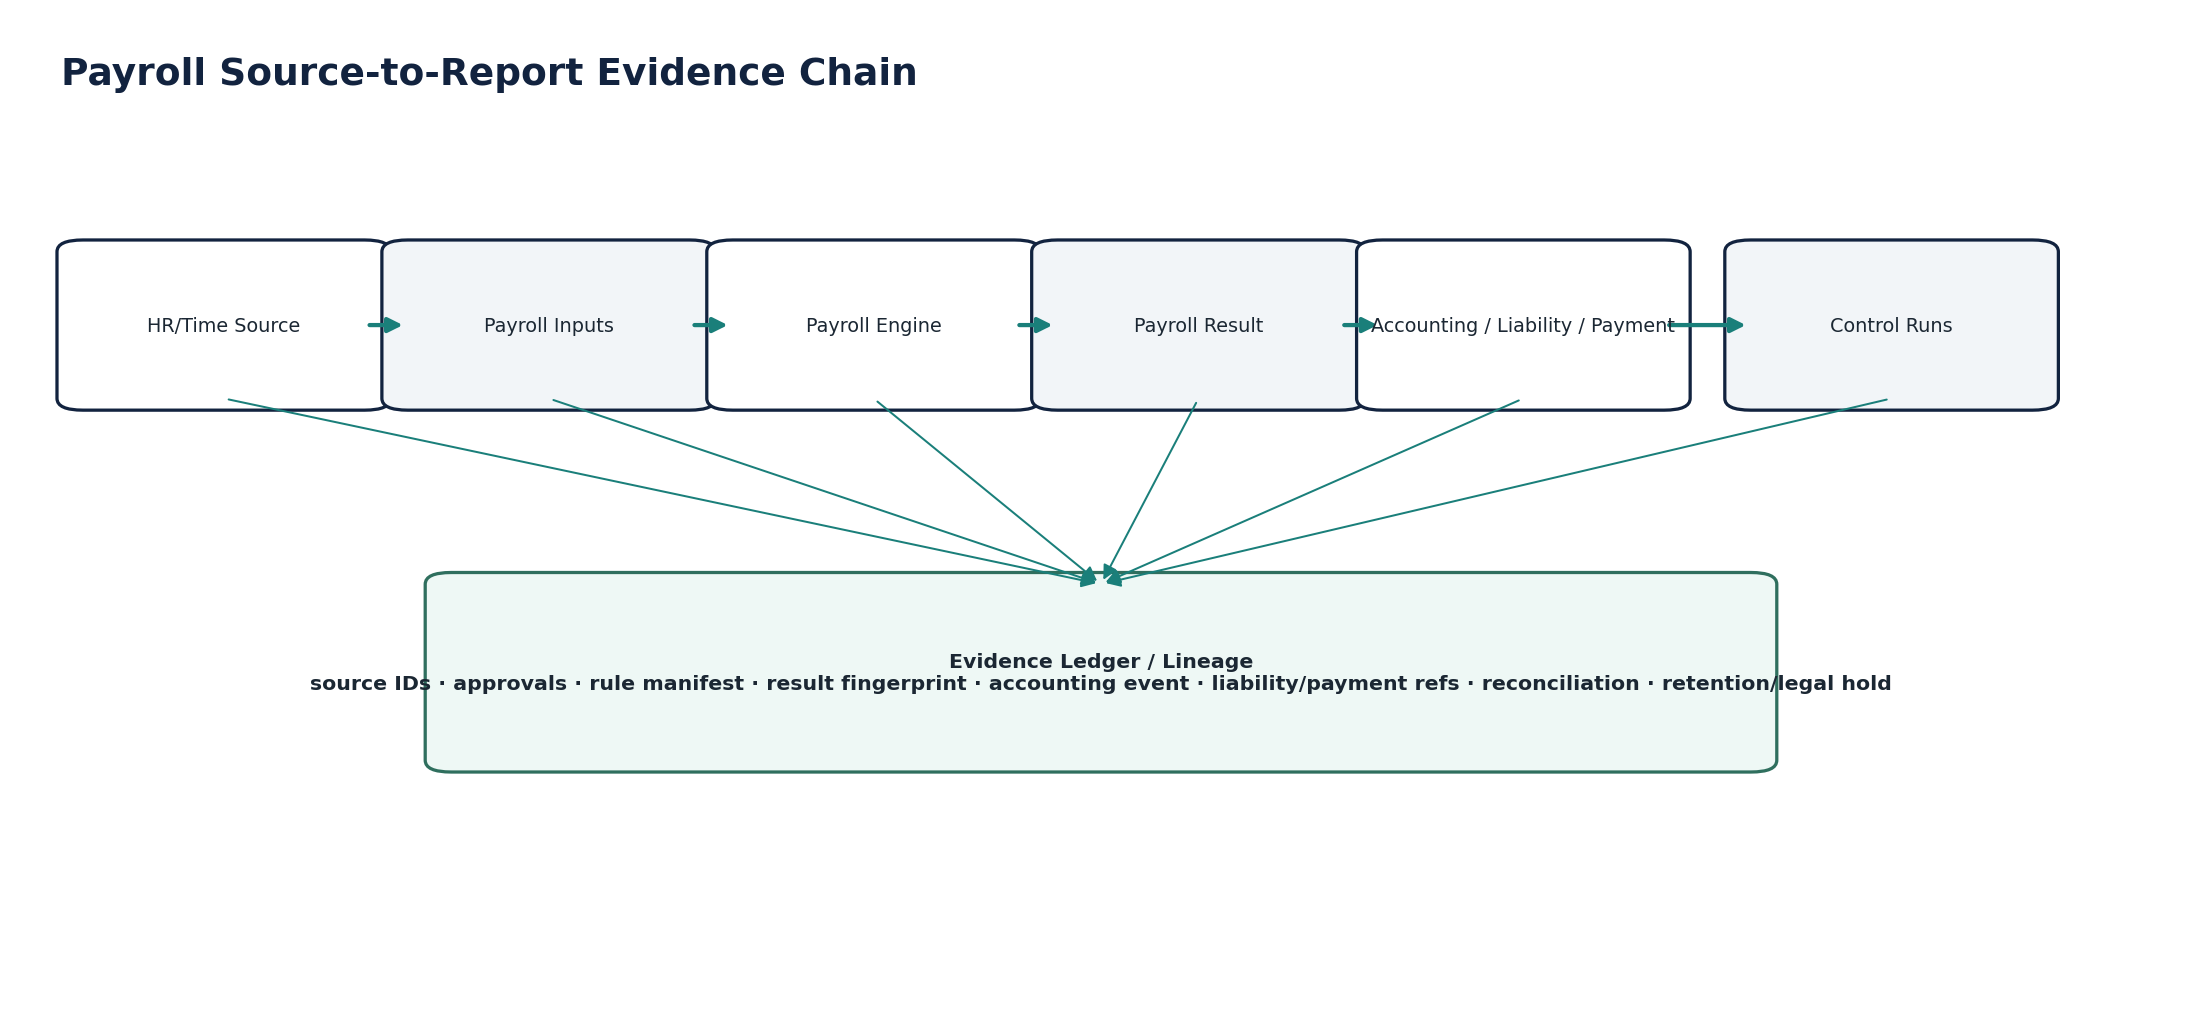 Payroll Source-to-Report Evidence Chain
HR/Time Source
Payroll Inputs
Payroll Engine
Payroll Result
Accounting / Liability / Payment
Control Runs
Evidence Ledger / Lineage
source IDs · approvals · rule manifest · result fingerprint · accounting event · liability/payment refs · reconciliation · retention/legal hold